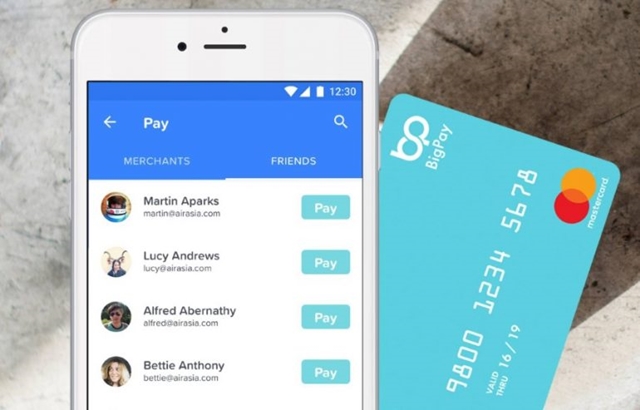 12:30
Pay
MERCHANTS
FRIENDS
Martin Aparks
martin@airasia.com
Pay
Lucy Andrews
lucy@airasia.com
Pay
Alfred Abernathy
alfred@airasia.com
Pay
Bettie Anthony
bettie@airasia.com
Pay
bp
BigPay
9800 1234 5678
VALID
THRU 16/19
mastercard